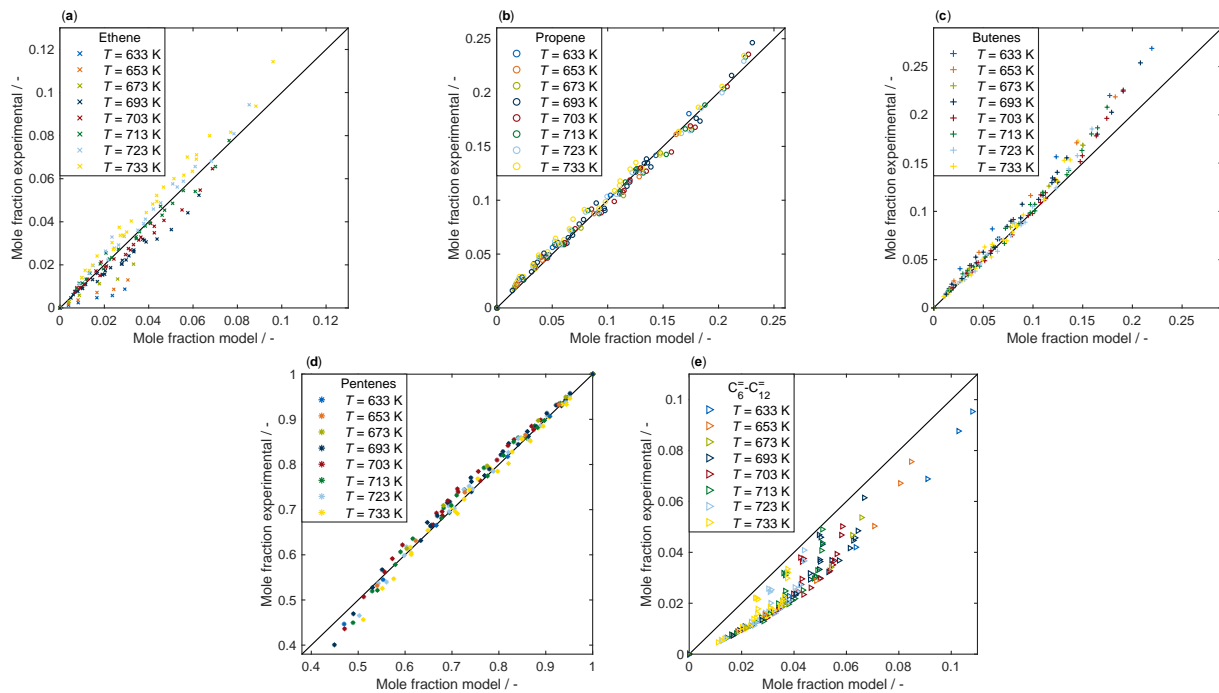 (a)
Ethene
T = 633 K
T = 653 K
T = 673 K
T = 693 K
T = 703 K
T = 713 K
T = 723 K
T = 733 K
0.12
0.1
0.08
0.06
0.04
0.02
0
0
0.02
0.04
0.06
0.08
0.1
0.12
Mole fraction experimental / -
Mole fraction model / -
(b)
Propene
T = 633 K
T = 653 K
T = 673 K
T = 693 K
T = 703 K
T = 713 K
T = 723 K
T = 733 K
0.25
0.2
0.15
0.1
0.05
0
0
0.05
0.1
0.15
0.2
0.25
Mole fraction experimental / -
Mole fraction model / -
(c)
Butenes
T = 633 K
T = 653 K
T = 673 K
T = 693 K
T = 703 K
T = 713 K
T = 723 K
T = 733 K
0.25
0.2
0.15
0.1
0.05
0
0
0.05
0.1
0.15
0.2
0.25
Mole fraction experimental / -
Mole fraction model / -
(d)
Pentenes
T = 633 K
T = 653 K
T = 673 K
T = 693 K
T = 703 K
T = 713 K
T = 723 K
T = 733 K
1
0.9
0.8
0.7
0.6
0.5
0.4
0.4
0.5
0.6
0.7
0.8
0.9
1
Mole fraction experimental / -
Mole fraction model / -
(e)
C₆⁼-C₁₂⁼
T = 633 K
T = 653 K
T = 673 K
T = 693 K
T = 703 K
T = 713 K
T = 723 K
T = 733 K
0.1
0.08
0.06
0.04
0.02
0
0
0.02
0.04
0.06
0.08
0.1
Mole fraction experimental / -
Mole fraction model / -